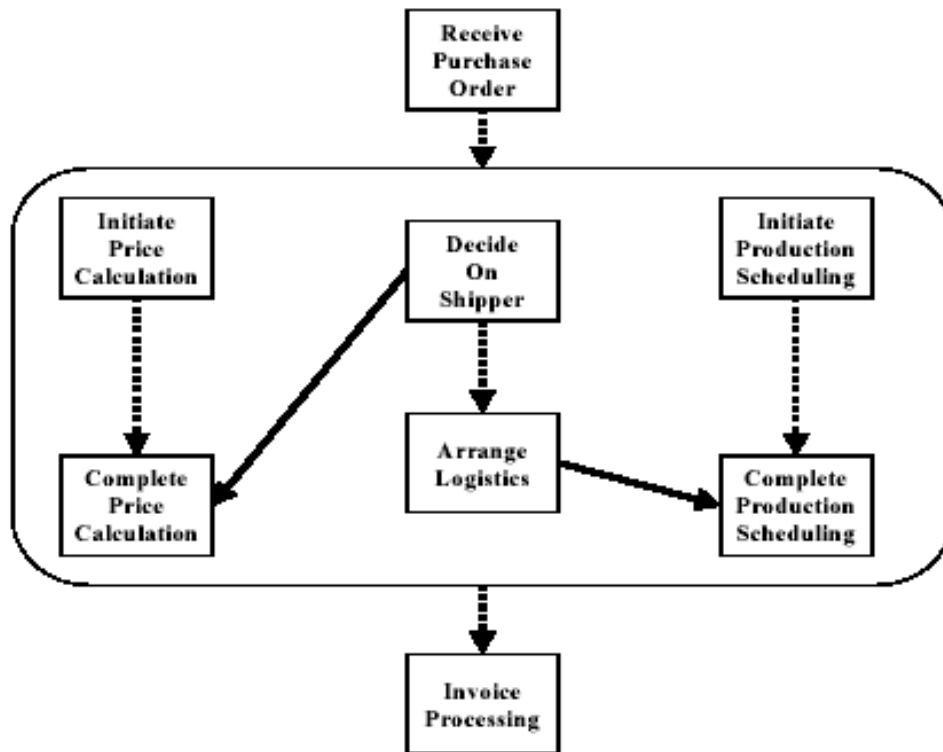 Receive
Purchase
Order
Initiate
Price
Calculation
Decide
On
Shipper
Initiate
Production
Scheduling
Complete
Price
Calculation
Arrange
Logistics
Complete
Production
Scheduling
Invoice
Processing